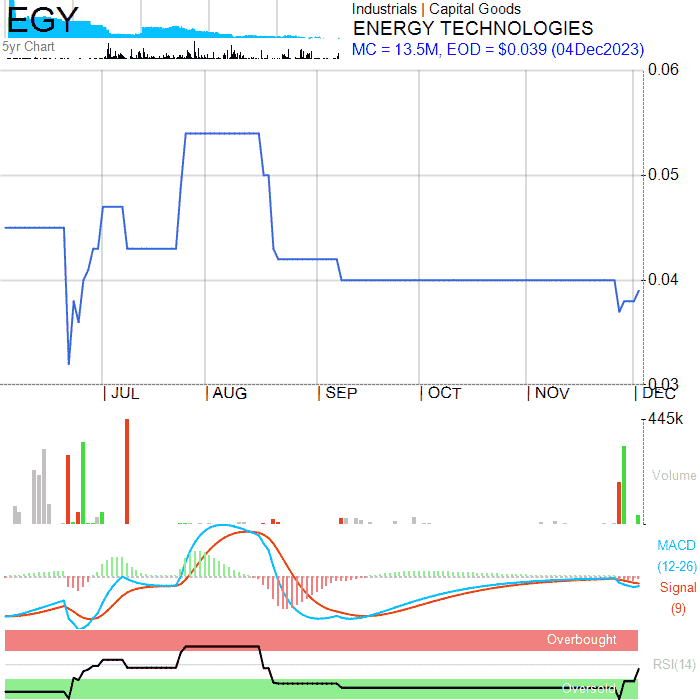 EGY
5yr Chart
Industrials | Capital Goods
ENERGY TECHNOLOGIES
MC = 13.5M, EOD = $0.039 (04Dec2023)
0.06
0.05
0.04
0.03
JUL
AUG
SEP
OCT
NOV
DEC
445k
Volume
MACD
(12-26)
Signal
(9)
Overbought
RSI(14)
Oversold